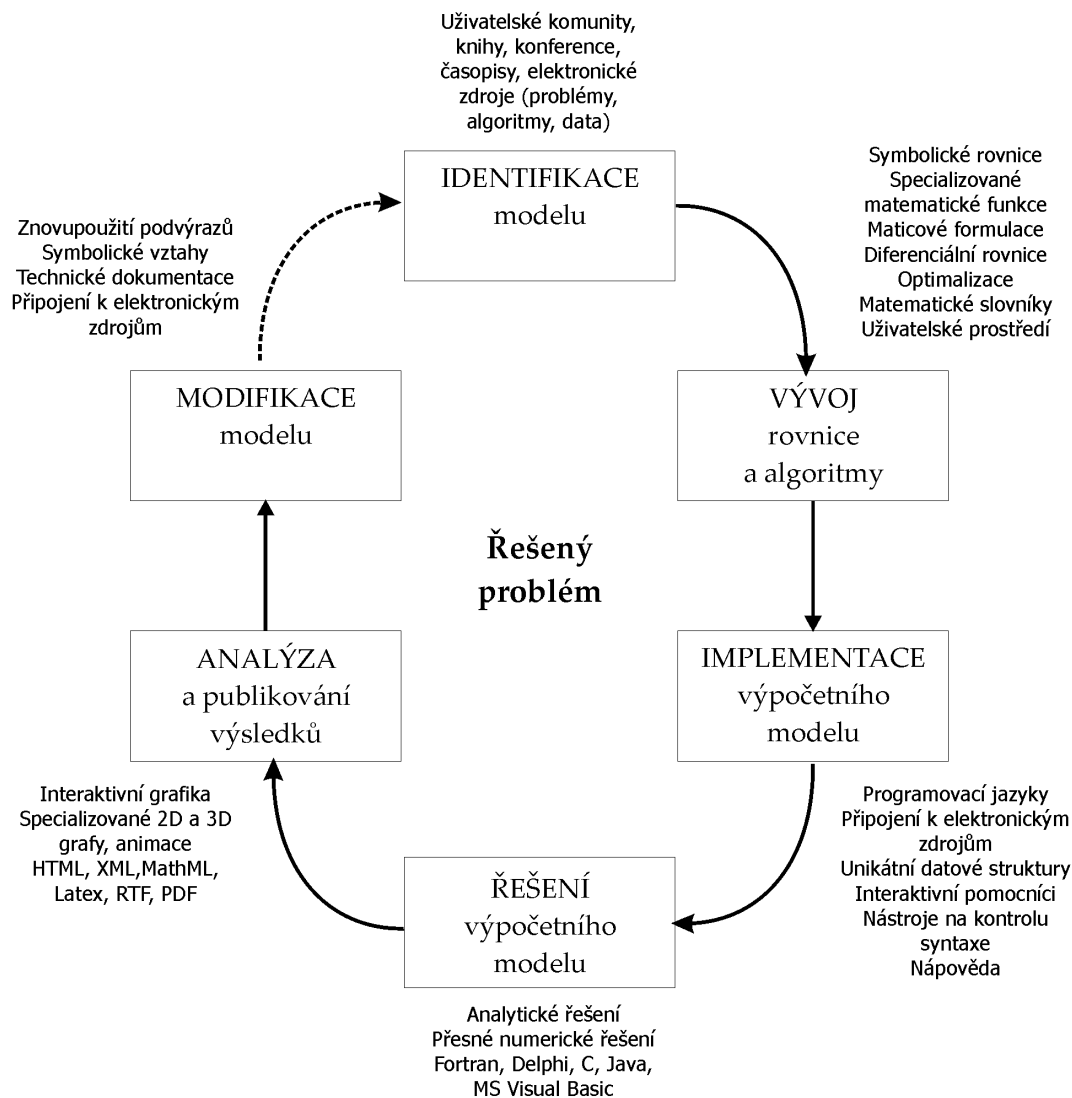 Uživatelské komunity,
knihy, konference,
časopisy, elektronické
zdroje (problémy,
algoritmy, data)
IDENTIFIKACE
modelu
Symbolické rovnice
Specializované
matematické funkce
Maticové formulace
Diferenciální rovnice
Optimalizace
Matematické slovníky
Uživatelské prostředí
Znovupoužití podvýrazů
Symbolické vztahy
Technické dokumentace
Připojení k elektronickým
zdrojům
MODIFIKACE
modelu
VÝVOJ
rovnice
a algoritmy
Řešený
problém
ANALÝZA
a publikování
výsledků
IMPLEMENTACE
výpočetního
modelu
Interaktivní grafika
Specializované 2D a 3D
grafy, animace
HTML, XML,MathML,
Latex, RTF, PDF
Programovací jazyky
Připojení k elektronickým
zdrojům
Unikátní datové struktury
Interaktivní pomocníci
Nástroje na kontrolu
syntaxe
Nápověda
ŘEŠENÍ
výpočetního
modelu
Analytické řešení
Přesné numerické řešení
Fortran, Delphi, C, Java,
MS Visual Basic